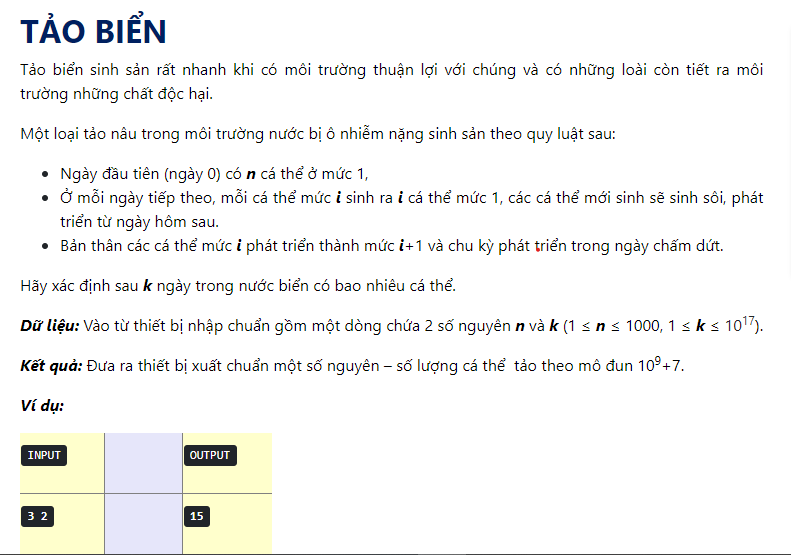 TẢO BIỂN
Tảo biển sinh sản rất nhanh khi có môi trường thuận lợi với chúng và có những loài còn tiết ra môi
trường những chất độc hại.
Một loại tảo nâu trong môi trường nước bị ô nhiễm nặng sinh sản theo quy luật sau:
• Ngày đầu tiên (ngày 0) có n cá thể ở mức 1,
• Ở mỗi ngày tiếp theo, mỗi cá thể mức i sinh ra i cá thể mức 1, các cá thể mới sinh sẽ sinh sôi, phát
triển từ ngày hôm sau.
• Bản thân các cá thể mức i phát triển thành mức i+1 và chu kỳ phát triển trong ngày chấm dứt.
Hãy xác định sau k ngày trong nước biển có bao nhiêu cá thể.
Dữ liệu: Vào từ thiết bị nhập chuẩn gồm một dòng chứa 2 số nguyên n và k (1 ≤ n ≤ 1000, 1 ≤ k ≤ 10¹⁷).
Kết quả: Đưa ra thiết bị xuất chuẩn một số nguyên – số lượng cá thể tảo theo mô đun 10⁹+7.
Ví dụ:
INPUT OUTPUT
3 2 15